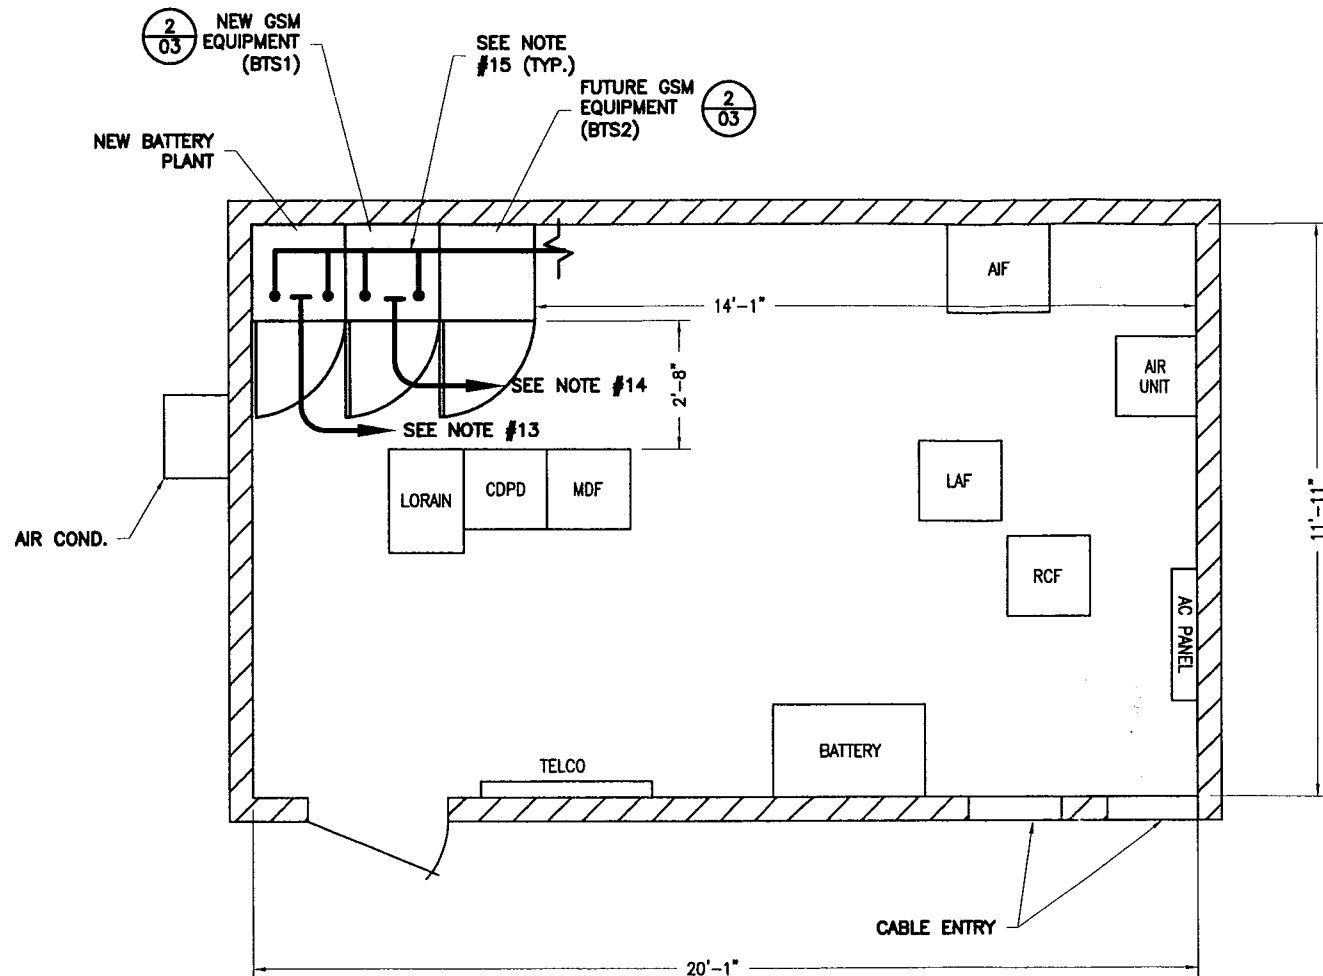 2
03
NEW GSM
EQUIPMENT
(BTS1)
SEE NOTE
#15 (TYP.)
FUTURE GSM
EQUIPMENT
(BTS2)
2
03
NEW BATTERY
PLANT
AIF
14'-1"
AIR
UNIT
2'-8"
SEE NOTE #14
SEE NOTE #13
LORAIN
CDPD
MDF
LAF
11'-11"
AIR COND.
RCF
AC PANEL
BATTERY
TELCO
CABLE ENTRY
20'-1"